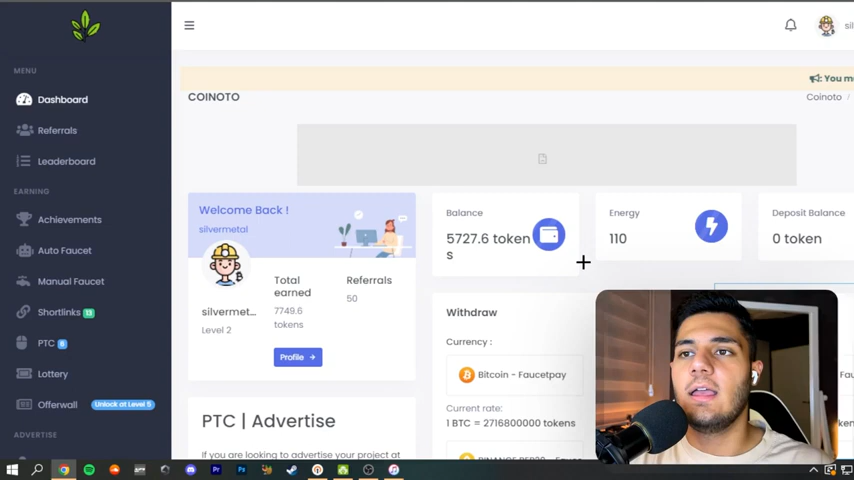 MENU
Dashboard
Referrals
Leaderboard
EARNING
Achievements
Auto Faucet
Manual Faucet
Shortlinks 13
PTC 6
Lottery
Offerwall Unlock at Level 5
ADVERTISE
You m
COINOTO
Coinoto /
Welcome Back !
silvermetal
silvermet...
Level 2
Total
earned
7749.6
tokens
Referrals
50
Profile →
Balance
5727.6 token
s
Energy
110
Deposit Balance
0 token
Withdraw
Currency :
Bitcoin - Faucetpay
Current rate:
1 BTC = 2716800000 tokens
PTC | Advertise
If you are looking to advertise your project at